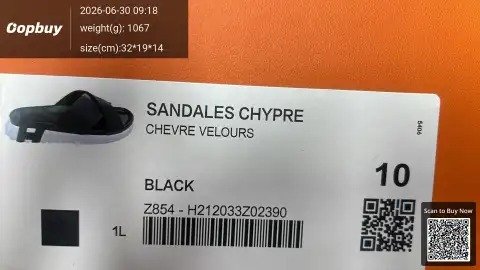 Oopbuy
2026-06-30 09:18
weight(g): 1067
size(cm):32*19*14
SANDALES CHYPRE
CHEVRE VELOURS
5406
10
BLACK
Z854 - H212033Z02390
1L
Scan to Buy Now